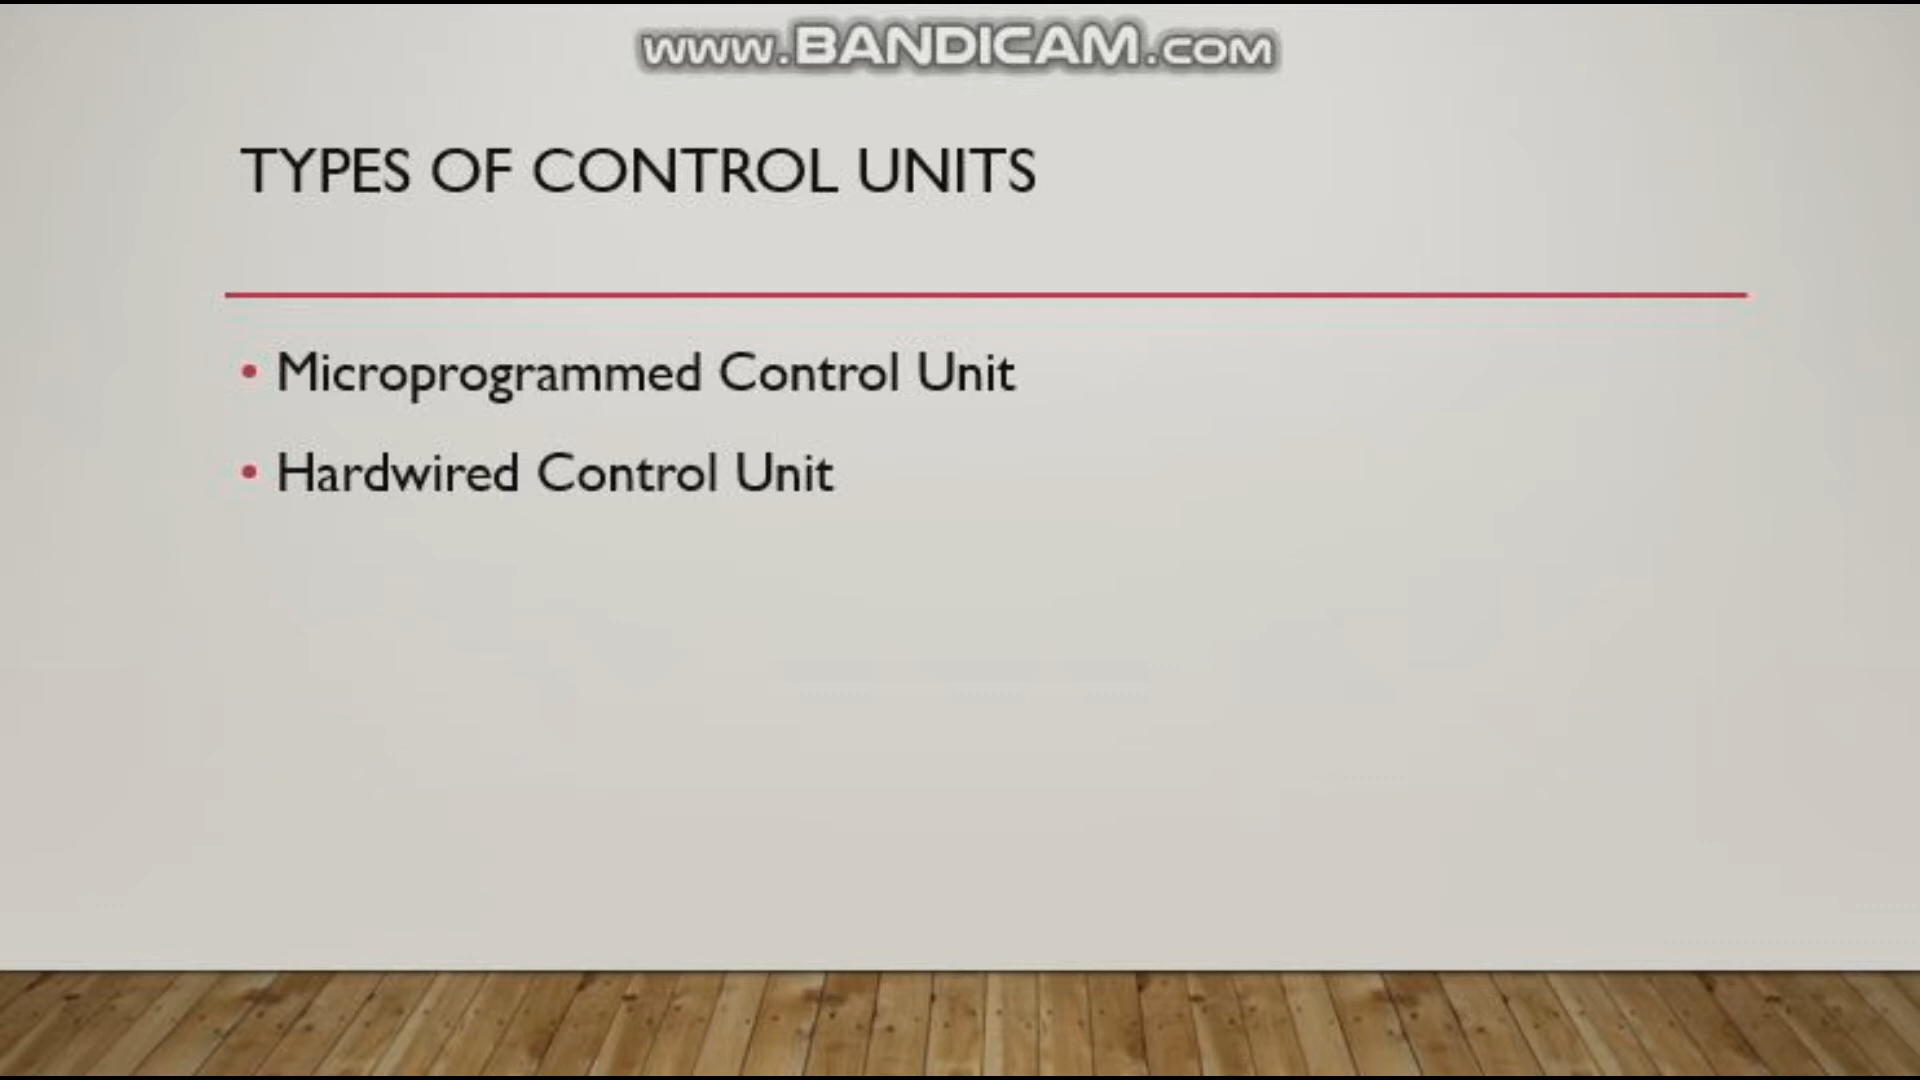 www.BANDICAM.com
TYPES OF CONTROL UNITS
• Microprogrammed Control Unit
• Hardwired Control Unit